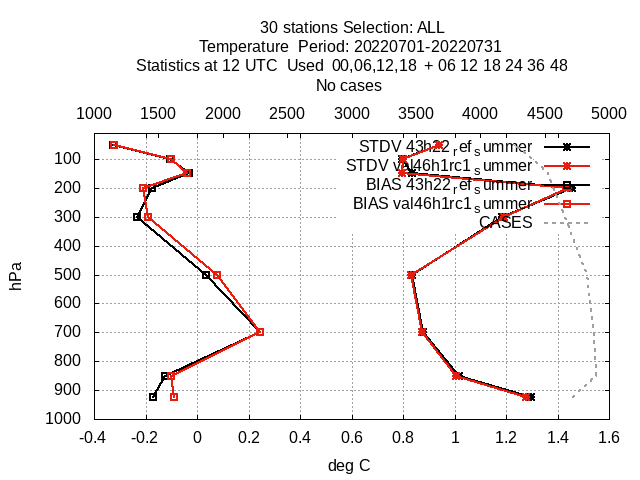 30 stations Selection: ALL
Temperature  Period: 20220701-20220731
Statistics at 12 UTC  Used  00,06,12,18  + 06 12 18 24 36 48
No cases
1000 1500 2000 2500 3000 3500 4000 4500 5000
STDV 43h22_ref_summer
STDV val46h1rc1_summer
BIAS 43h22_ref_summer
BIAS val46h1rc1_summer
CASES
hPa
100
200
300
400
500
600
700
800
900
1000
-0.4 -0.2 0 0.2 0.4 0.6 0.8 1 1.2 1.4 1.6
deg C